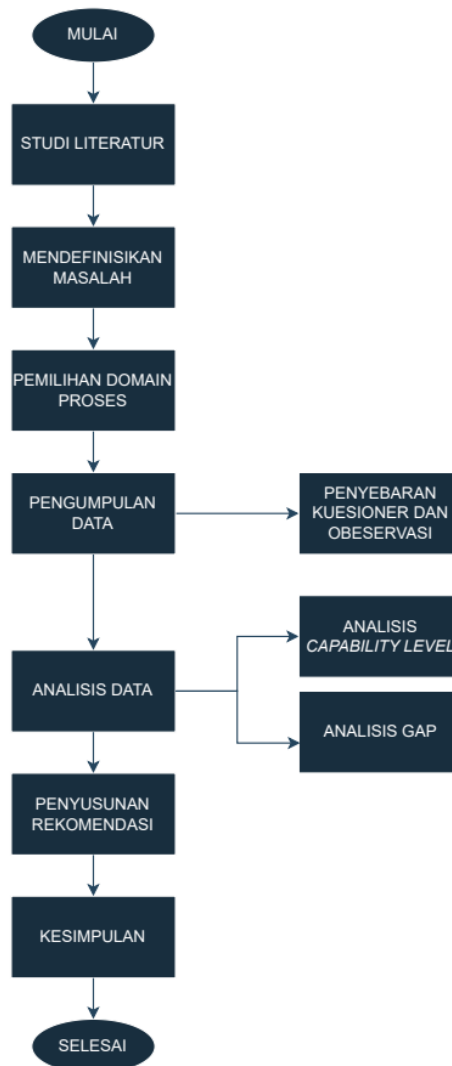 MULAI
STUDI LITERATUR
MENDEFINISIKAN
MASALAH
PEMILIHAN DOMAIN
PROSES
PENGUMPULAN
DATA
PENYEBARAN
KUESIONER DAN
OBESERVASI
ANALISIS
CAPABILITY LEVEL
ANALISIS DATA
ANALISIS GAP
PENYUSUNAN
REKOMENDASI
KESIMPULAN
SELESAI